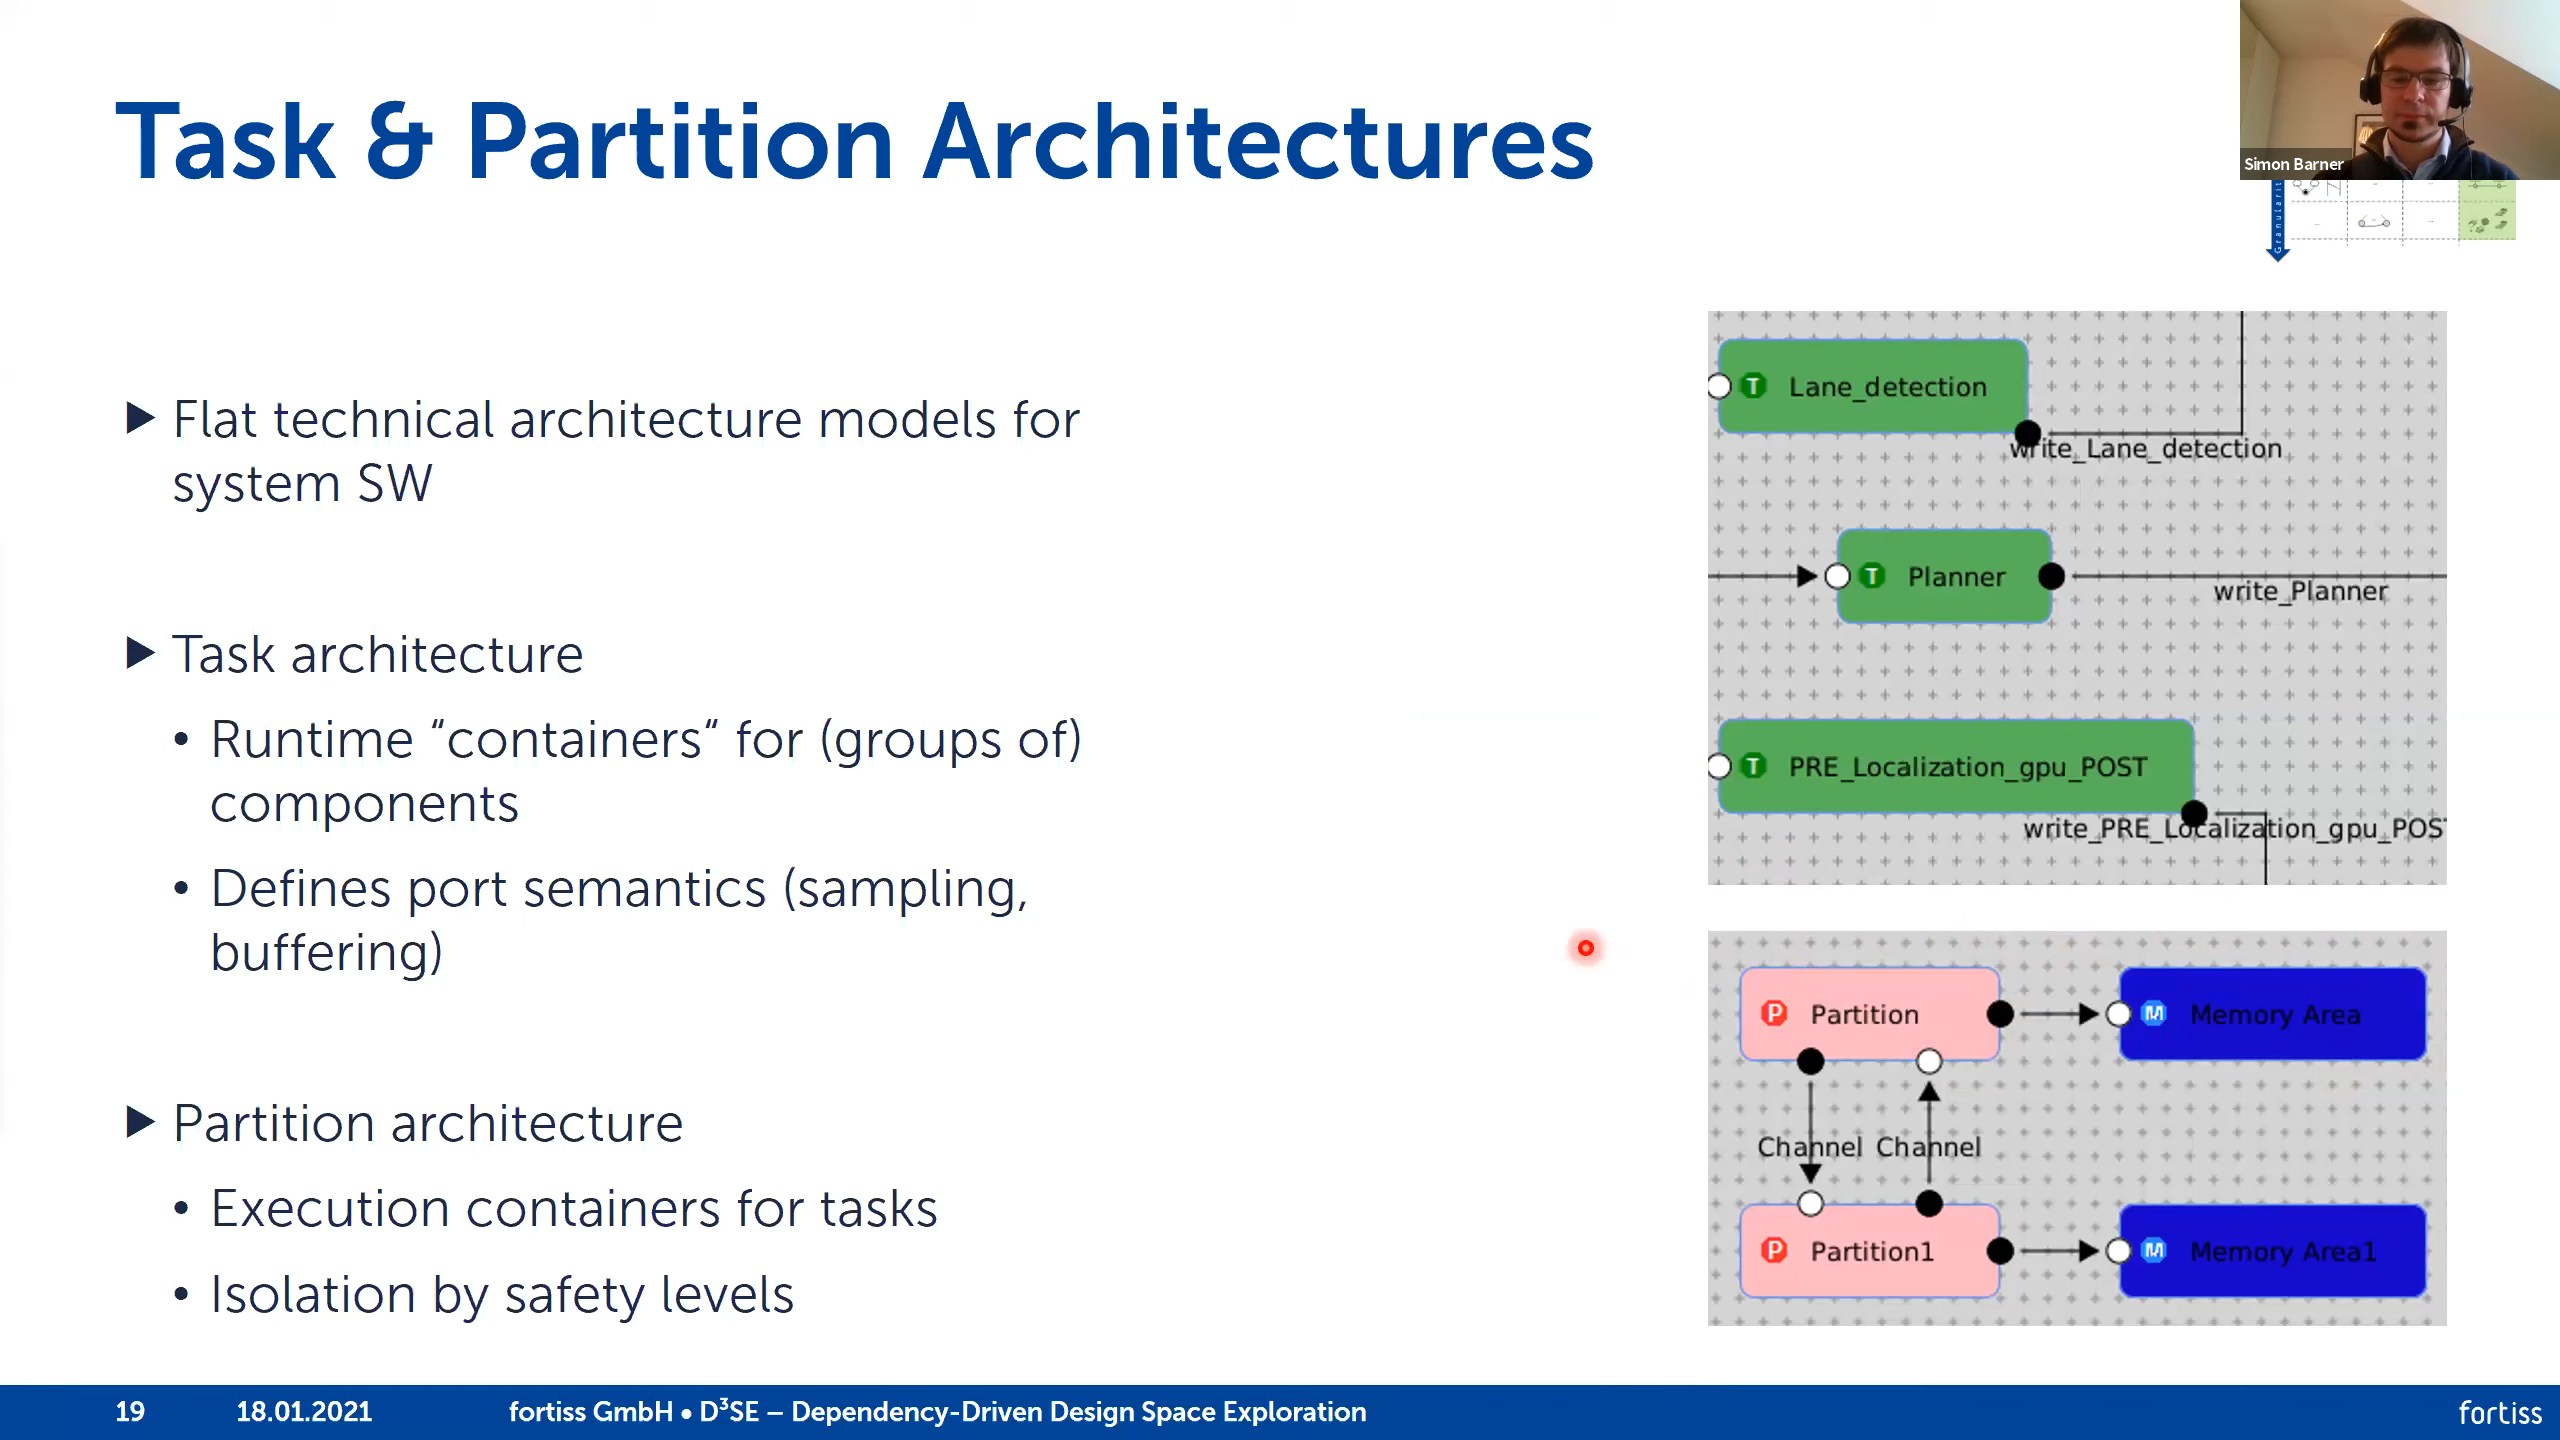 Task & Partition Architectures
Simon Barner
Granularit
▶ Flat technical architecture models for
system SW
▶ Task architecture
• Runtime “containers“ for (groups of)
components
• Defines port semantics (sampling,
buffering)
▶ Partition architecture
• Execution containers for tasks
• Isolation by safety levels
T Lane_detection
write_Lane_detection
T Planner
write_Planner
T PRE_Localization_gpu_POST
write_PRE_Localization_gpu_POS
P Partition
M Memory Area
Channel Channel
P Partition1
M Memory Area1
19 18.01.2021 fortiss GmbH • D³SE – Dependency-Driven Design Space Exploration fortiss